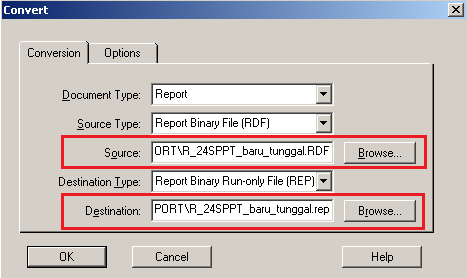 Convert
Conversion
Options
Document Type: Report
Source Type: Report Binary File (RDF)
Source: ORT\R_24SPPT_baru_tunggal.RDF Browse...
Destination Type: Report Binary Run-only File (REP)
Destination: PORT\R_24SPPT_baru_tunggal.rep Browse...
OK Cancel Help